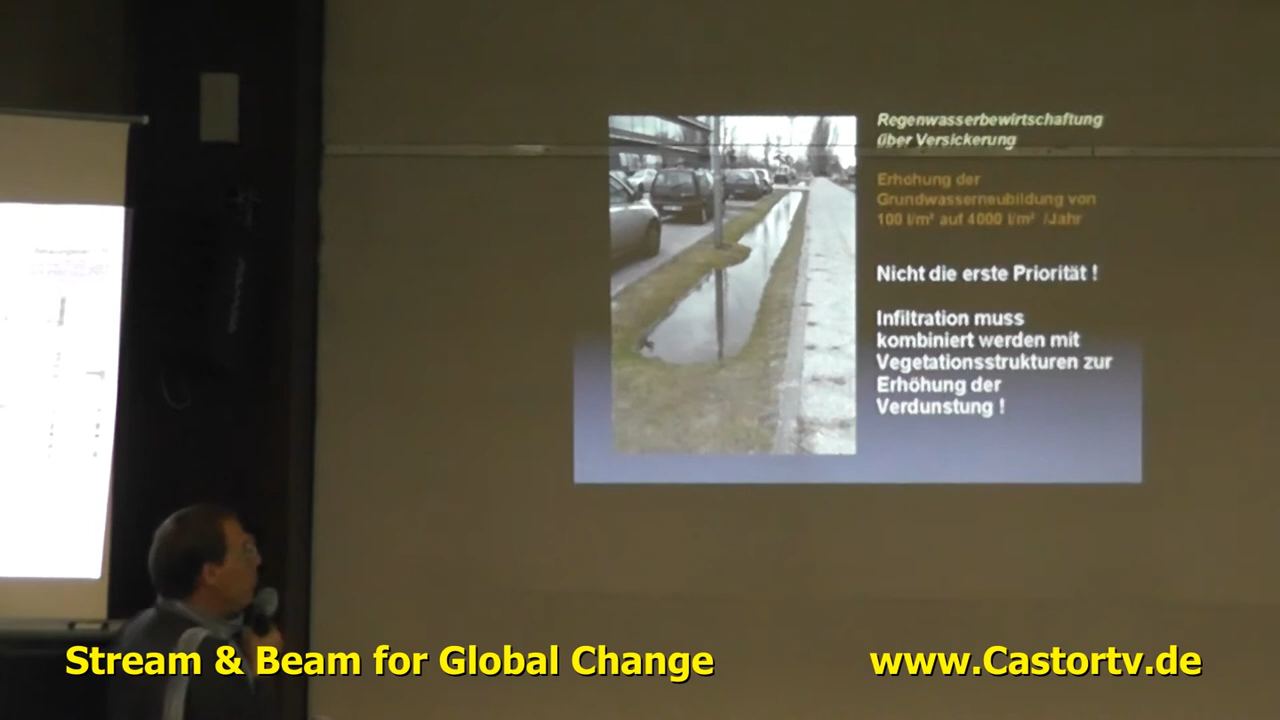 Regenwasserbewirtschaftung
über Versickerung
Erhöhung der
Grundwasserneubildung von
100 l/m² auf 4000 l/m² /Jahr
Nicht die erste Priorität !
Infiltration muss
kombiniert werden mit
Vegetationsstrukturen zur
Erhöhung der
Verdunstung !
Stream & Beam for Global Change
www.Castortv.de